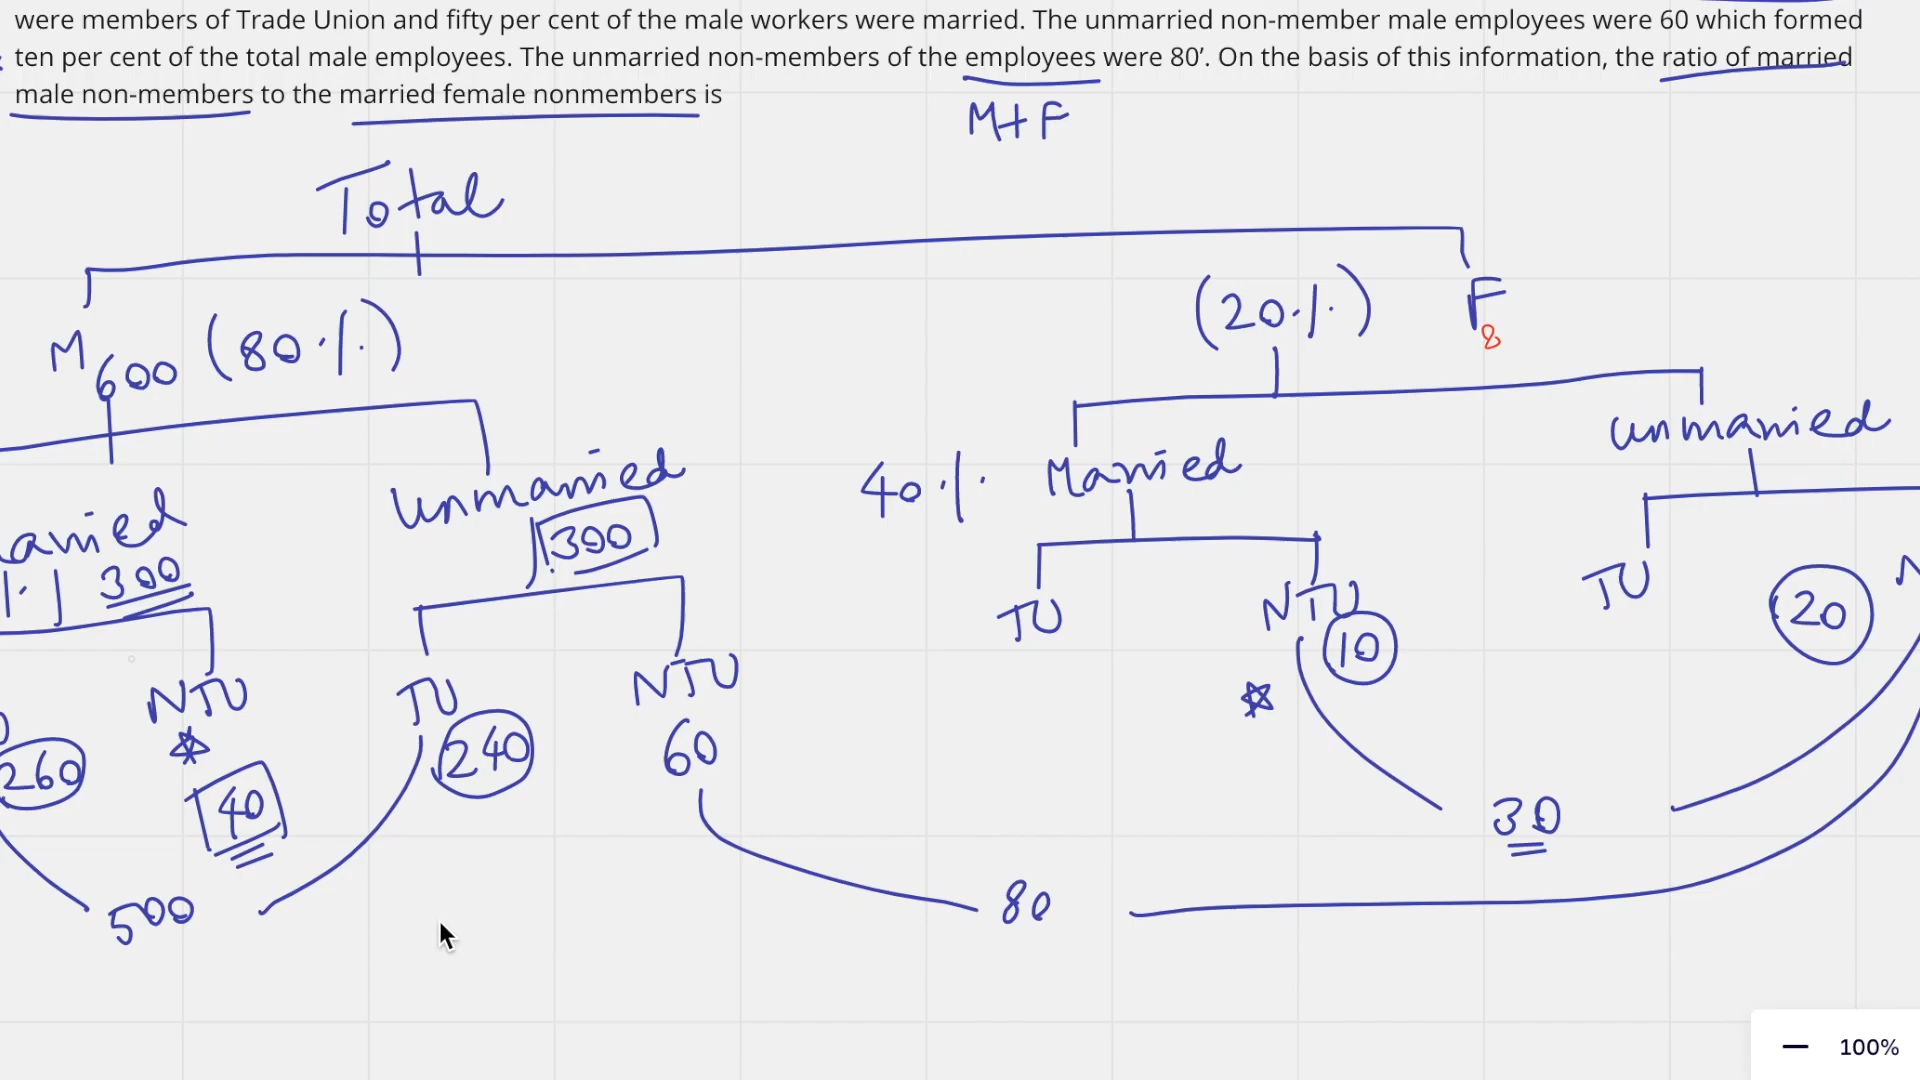 were members of Trade Union and fifty per cent of the male workers were married. The unmarried non-member male employees were 60 which formed
ten per cent of the total male employees. The unmarried non-members of the employees were 80’. On the basis of this information, the ratio of married
male non-members to the married female nonmembers is
M+F
Total
M 600 (80%)
(20%) F
8
unmarried
300
40% Married
unmarried
300
TU
NTU
TU
20
NTU
10
NTU
TU
260
40
240
60
30
500
80
100%